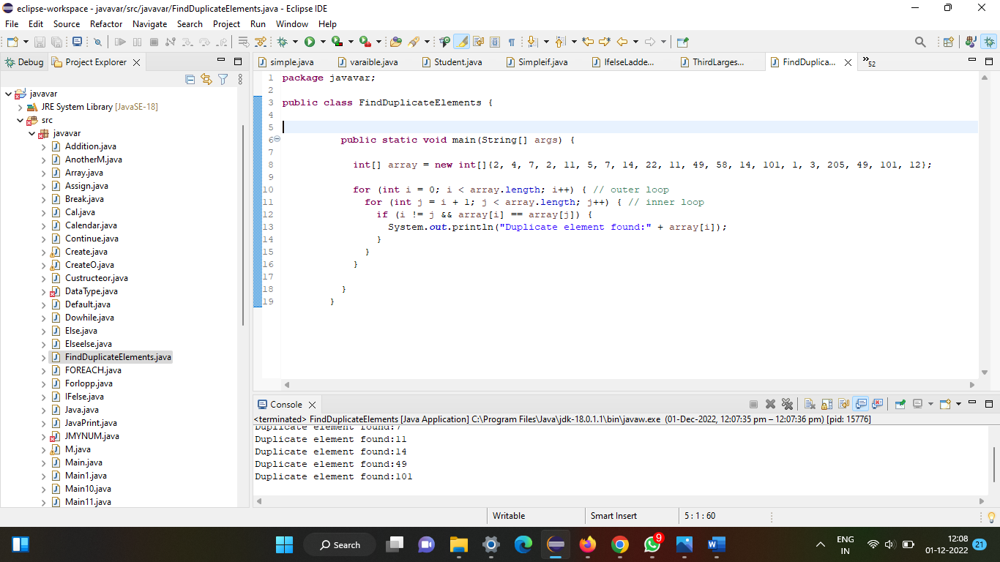 eclipse-workspace - javavar/src/javavar/FindDuplicateElements.java - Eclipse IDE
File Edit Source Refactor Navigate Search Project Run Window Help
Debug Project Explorer
simple.java varaible.java Student.java Simpleif.java IfelseLadde... ThirdLarges... FindDuplica... »52
javavar
JRE System Library [JavaSE-18]
src
javavar
Addition.java
AnotherM.java
Array.java
Assign.java
Break.java
Cal.java
Calendar.java
Continue.java
Create.java
CreateO.java
Custructeor.java
DataType.java
Default.java
Dowhile.java
Else.java
Elseelse.java
FindDuplicateElements.java
FOREACH.java
Forlopp.java
IFelse.java
Java.java
JavaPrint.java
JMYNUM.java
M.java
Main.java
Main1.java
Main10.java
Main11.java
1 package javavar;
2
3 public class FindDuplicateElements {
4
5
6 public static void main(String[] args) {
7
8 int[] array = new int[]{2, 4, 7, 2, 11, 5, 7, 14, 22, 11, 49, 58, 14, 101, 1, 3, 205, 49, 101, 12};
9
10 for (int i = 0; i < array.length; i++) { // outer loop
11 for (int j = i + 1; j < array.length; j++) { // inner loop
12 if (i != j && array[i] == array[j]) {
13 System.out.println("Duplicate element found:" + array[i]);
14 }
15 }
16 }
17
18 }
19 }
Console
<terminated> FindDuplicateElements [Java Application] C:\Program Files\Java\jdk-18.0.1.1\bin\javaw.exe (01-Dec-2022, 12:07:35 pm – 12:07:36 pm) [pid: 15776]
Duplicate element found:7
Duplicate element found:11
Duplicate element found:14
Duplicate element found:49
Duplicate element found:101
Writable Smart Insert 5 : 1 : 60
Search 9 ENG IN 12:08 01-12-2022 21